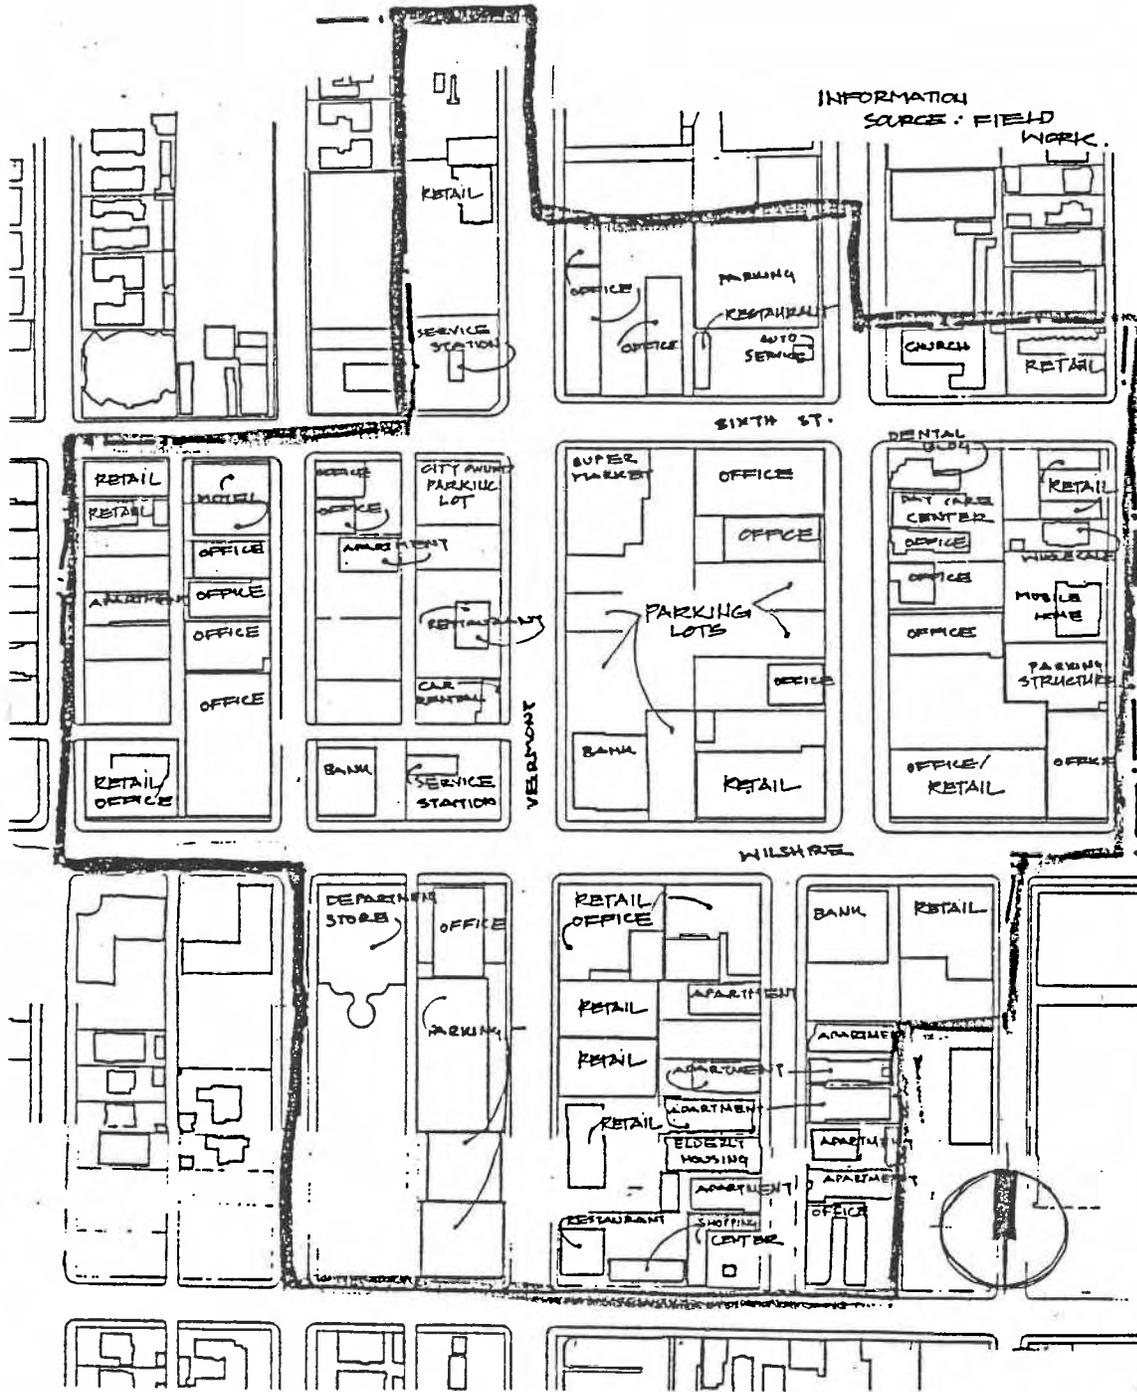 INFORMATION
SOURCE: FIELD
WORK.
RETAIL
OFFICE
PARKING
RESTAURANT
SERVICE
STATION
OFFICE
AUTO
SERVICE
CHURCH
RETAIL
SIXTH ST.
DENTAL
BLDG
RETAIL
MOTEL
OFFICE
PARKING
LOT
SUPER
MARKET
OFFICE
RETAIL
RETAIL
OFFICE
DAY CARE
CENTER
OFFICE
APARTMENT
OFFICE
OFFICE
WHOLESALE
OFFICE
MOBILE
HOME
APARTMENT
OFFICE
RESTAURANT
PARKING
LOTS
OFFICE
OFFICES
PARKING
STRUCTURE
OFFICE
CAR
RENTAL
OFFICE
VERMONT
BANK
BANK
RETAIL
OFFICE/
RETAIL
OFFICE
RETAIL/
OFFICE
SERVICE
STATION
WILSHIRE
DEPARTMENT
STORE
OFFICE
RETAIL
OFFICE
BANK
RETAIL
APARTMENT
RETAIL
PARKING
APARTMENT
RETAIL
APARTMENT
APARTMENT
RETAIL
ELDERLY
HOUSING
APARTMENT
APARTMENT
APARTMENT
RESTAURANT
SHOPPING
CENTER
OFFICE